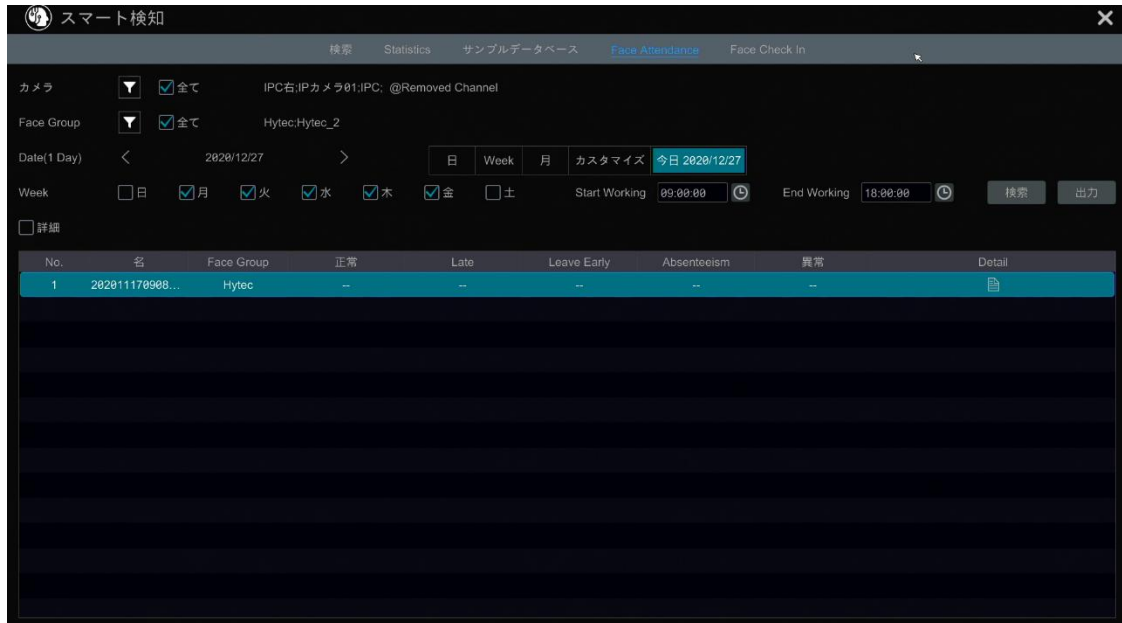 スマート検知
検索 Statistics サンプルデータベース Face Attendance Face Check In
カメラ 全て IPC右;IPカメラ01;IPC; @Removed Channel
Face Group 全て Hytec;Hytec_2
Date(1 Day) < 2020/12/27 > 日 Week 月 カスタマイズ 今日 2020/12/27
Week 日 月 火 水 木 金 土 Start Working 09:00:00 End Working 18:00:00 検索 出力
詳細
No. 名 Face Group 正常 Late Leave Early Absenteeism 異常 Detail
1 202011170908... Hytec -- -- -- -- --